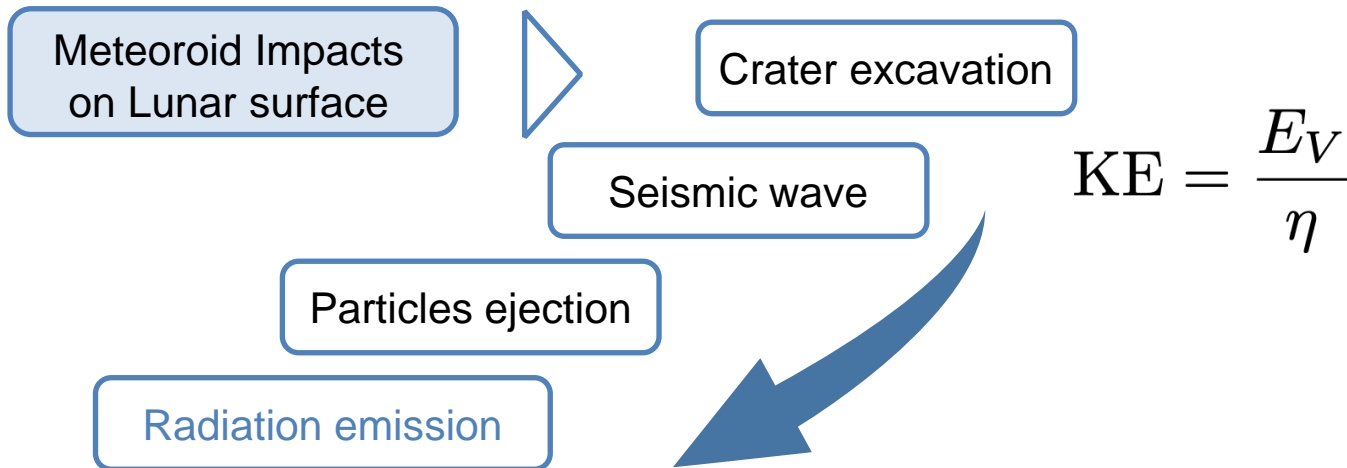 Meteoroid Impacts
on Lunar surface
Crater excavation
Seismic wave
Particles ejection
Radiation emission
KE = E_V / η